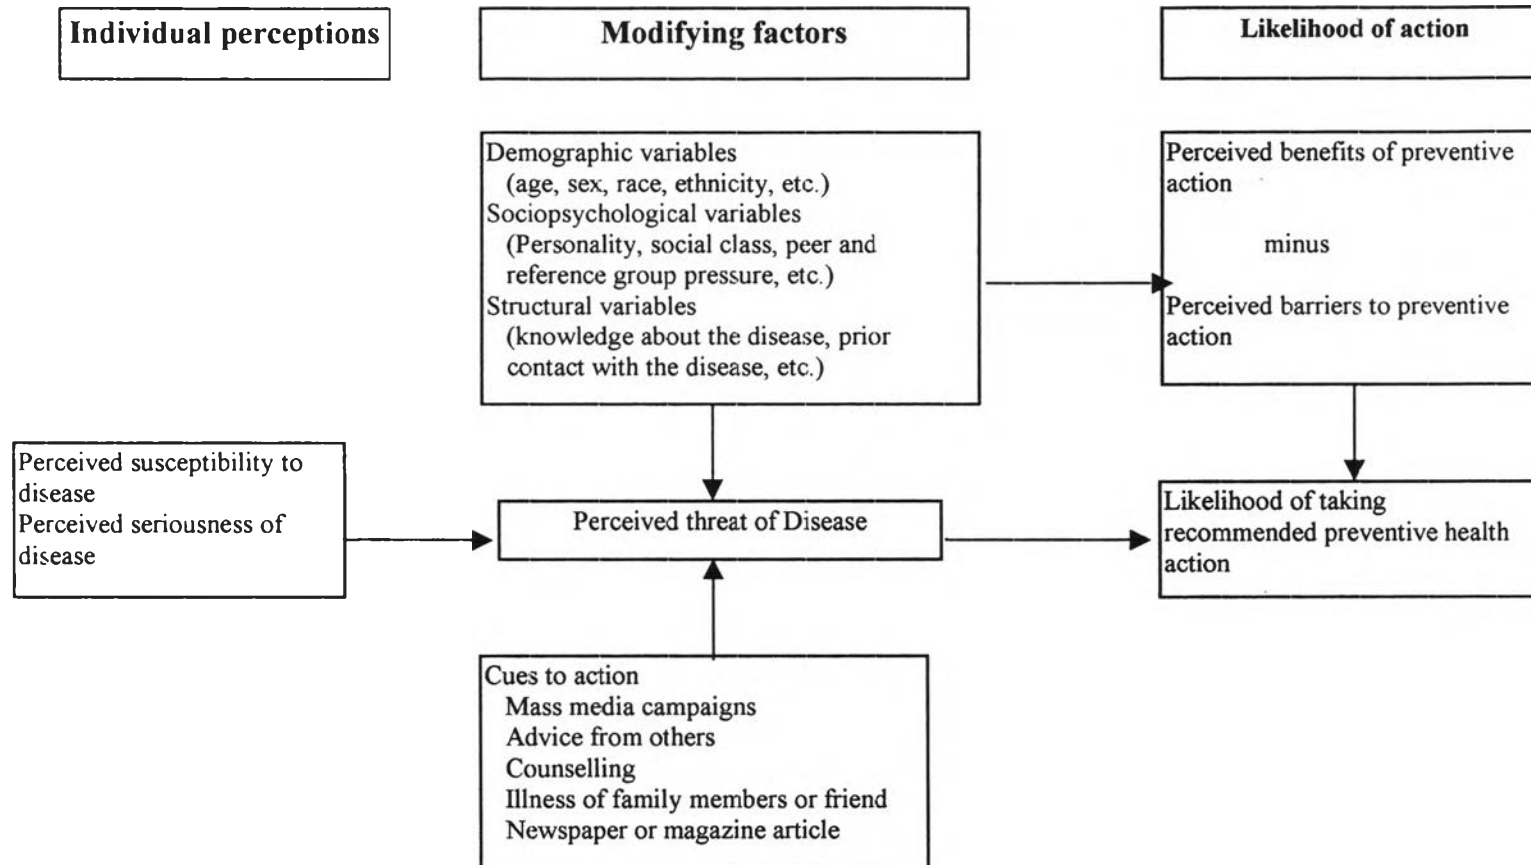 Individual perceptions
Modifying factors
Likelihood of action
Demographic variables
(age, sex, race, ethnicity, etc.)
Sociopsychological variables
(Personality, social class, peer and
reference group pressure, etc.)
Structural variables
(knowledge about the disease, prior
contact with the disease, etc.)
Perceived benefits of preventive
action
minus
Perceived barriers to preventive
action
Perceived susceptibility to
disease
Perceived seriousness of
disease
Perceived threat of Disease
Likelihood of taking
recommended preventive health
action
Cues to action
Mass media campaigns
Advice from others
Counselling
Illness of family members or friend
Newspaper or magazine article